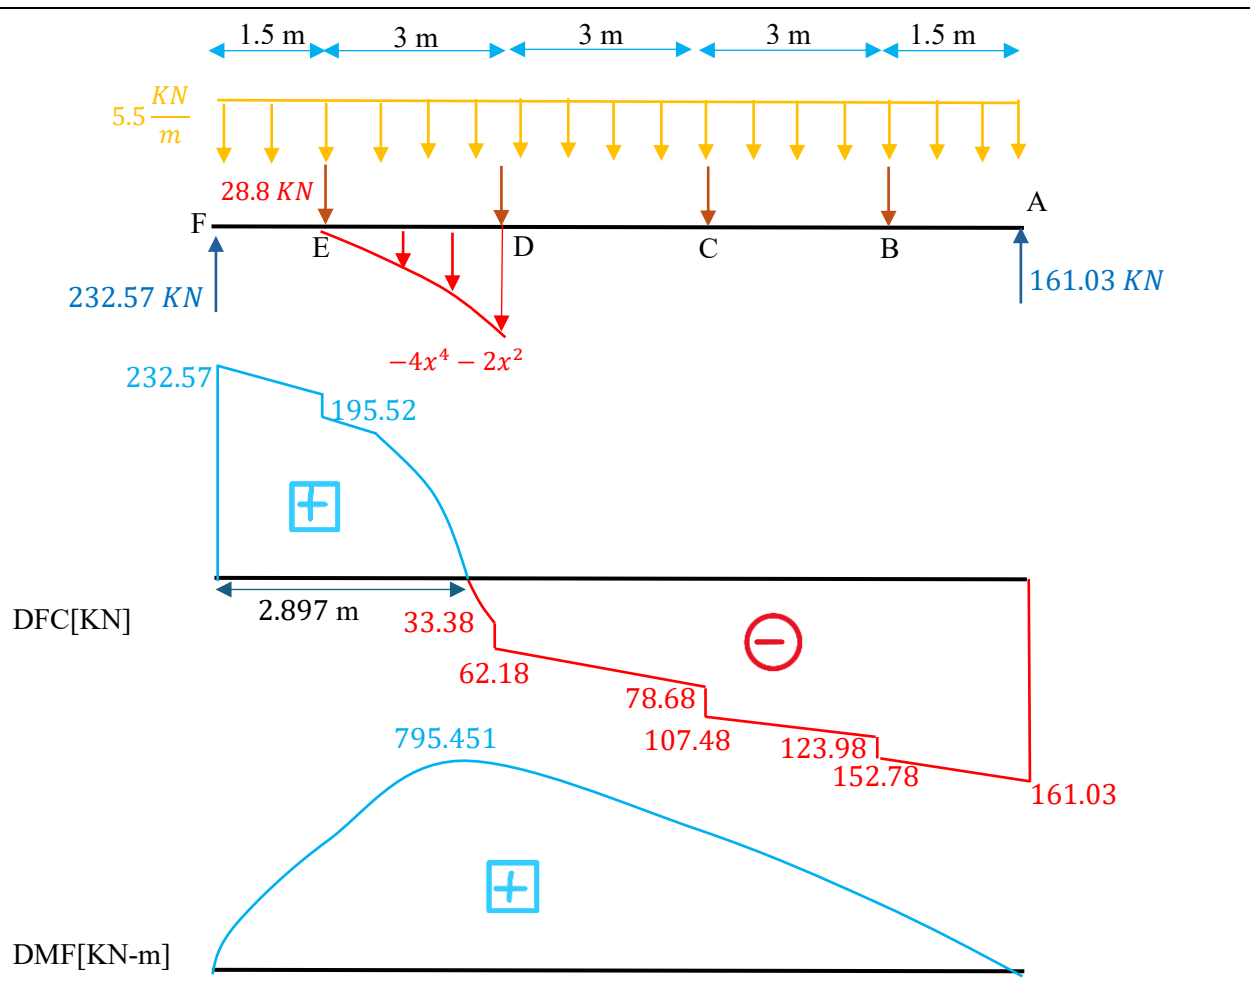 1.5 m
3 m
3 m
3 m
1.5 m
5.5 KN/m
28.8 KN
F
A
E
D
C
B
232.57 KN
161.03 KN
−4x⁴ − 2x²
232.57
195.52
+
2.897 m
DFC[KN]
33.38
−
62.18
78.68
107.48
123.98
152.78
161.03
795.451
+
DMF[KN-m]